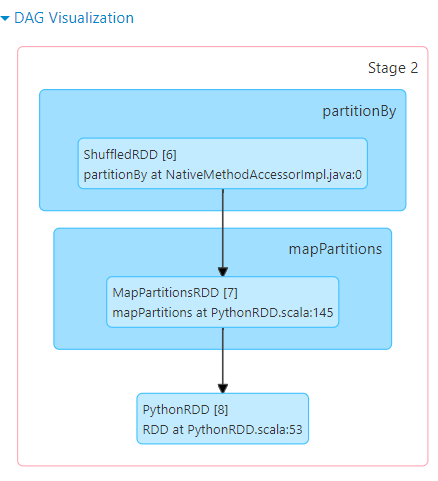 DAG Visualization
Stage 2
partitionBy
ShuffledRDD [6]
partitionBy at NativeMethodAccessorImpl.java:0
mapPartitions
MapPartitionsRDD [7]
mapPartitions at PythonRDD.scala:145
PythonRDD [8]
RDD at PythonRDD.scala:53